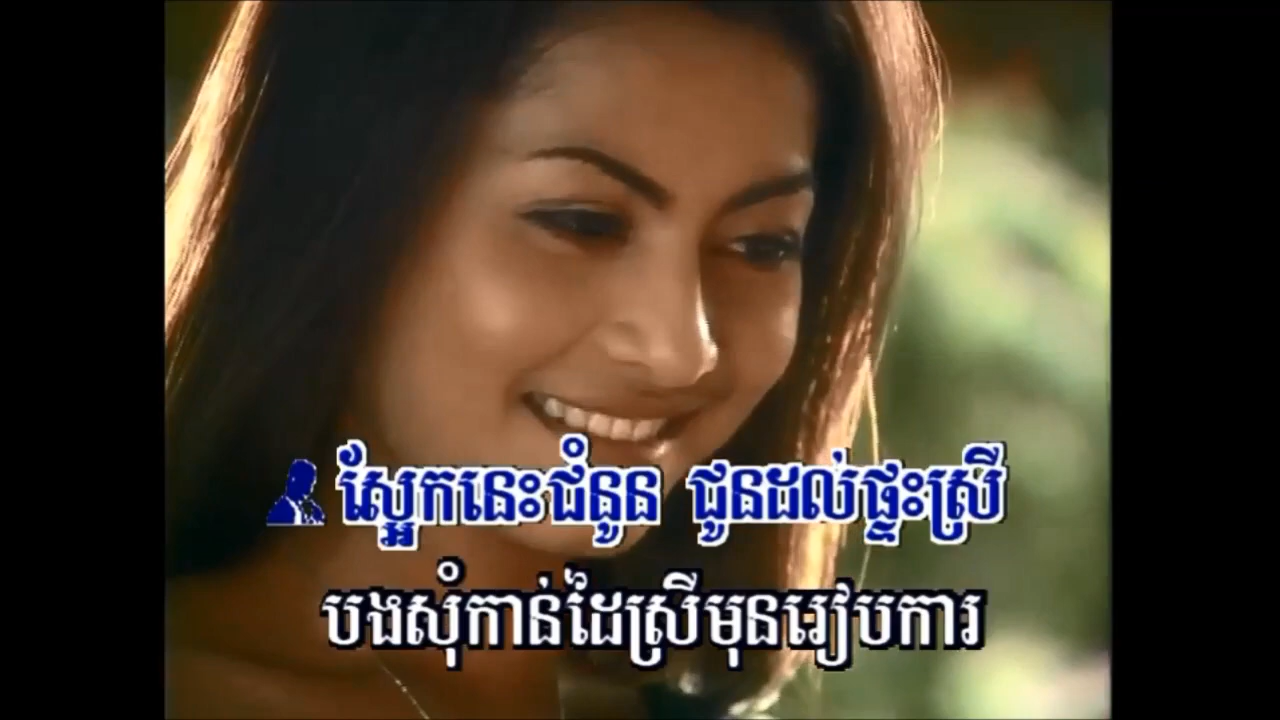 ស្អែកនេះជំនូន ជូនដល់ផ្ទះស្រី
បងសុំកាន់ដៃស្រីមុនរៀបការ